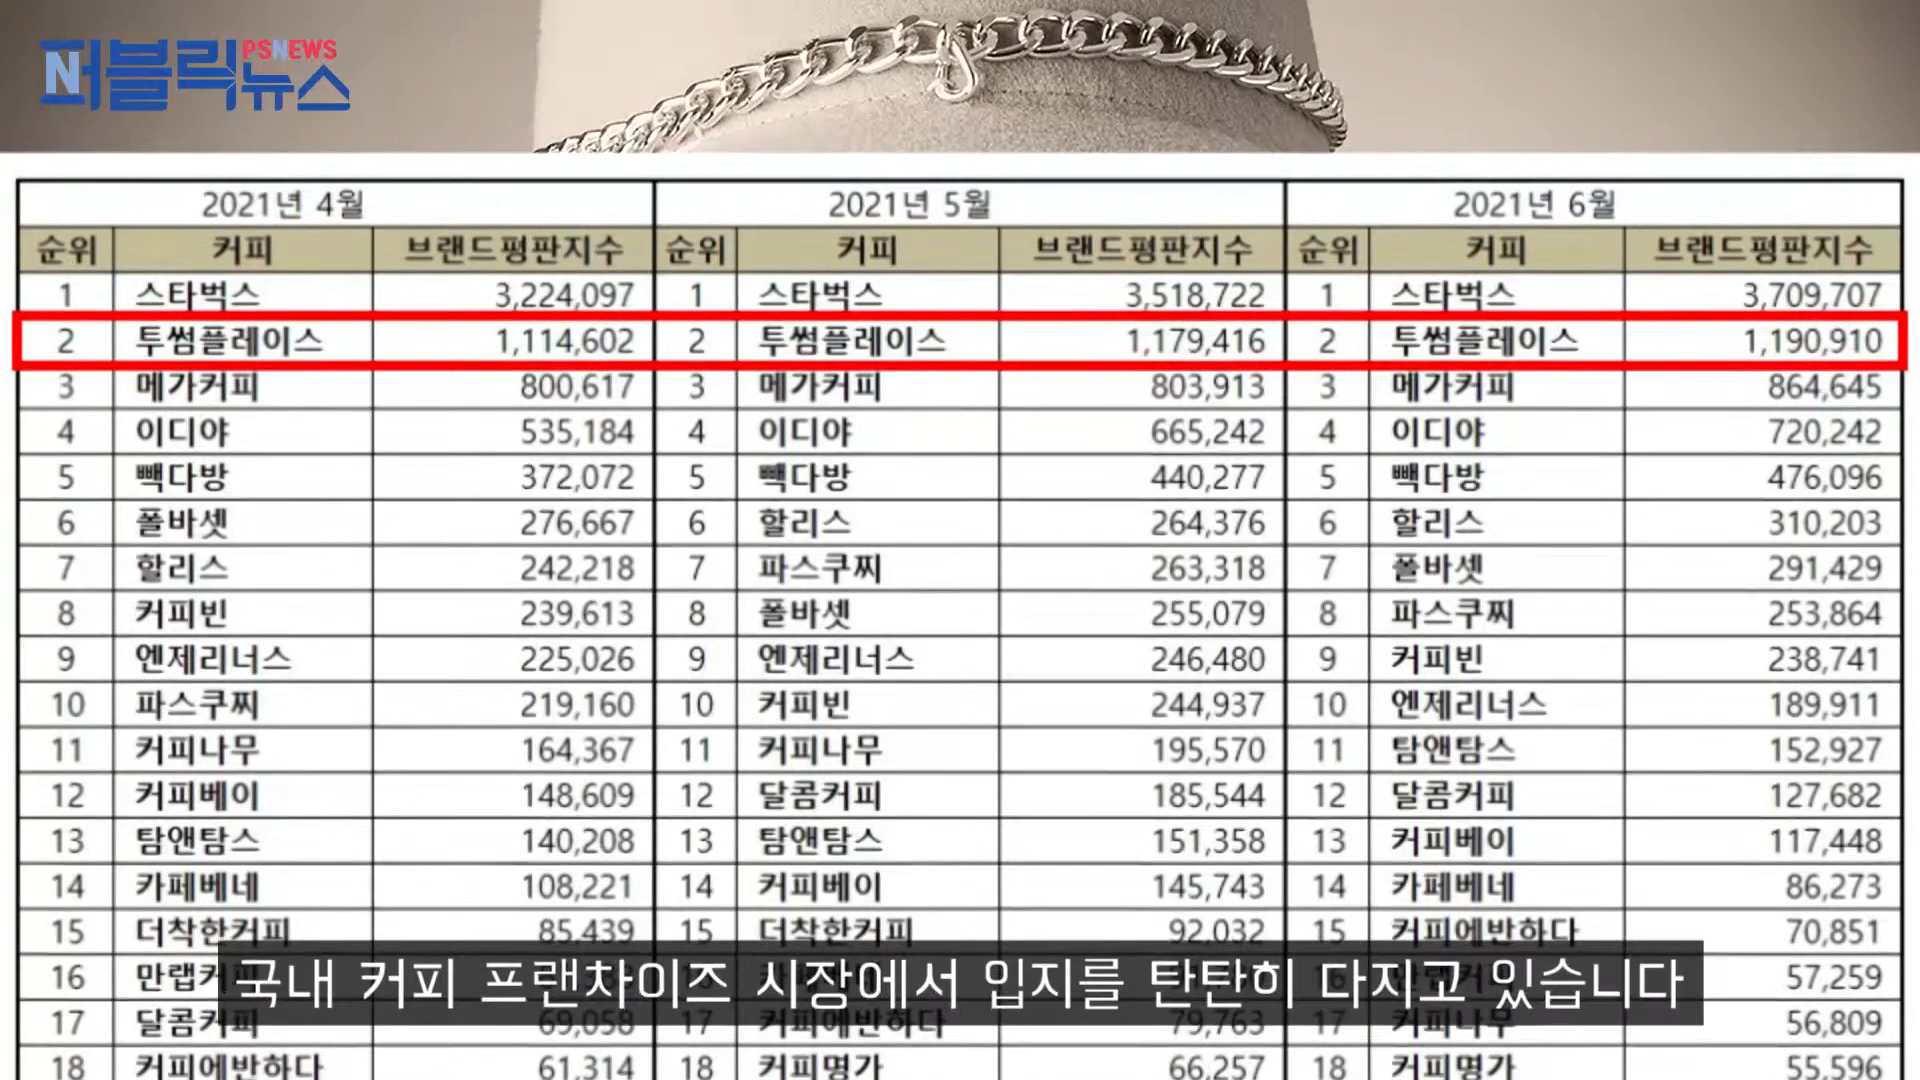 퍼블릭뉴스 PSNEWS
2021년 4월 2021년 5월 2021년 6월
순위 커피 브랜드평판지수 순위 커피 브랜드평판지수 순위 커피 브랜드평판지수
1 스타벅스 3,224,097 1 스타벅스 3,518,722 1 스타벅스 3,709,707
2 투썸플레이스 1,114,602 2 투썸플레이스 1,179,416 2 투썸플레이스 1,190,910
3 메가커피 800,617 3 메가커피 803,913 3 메가커피 864,645
4 이디야 535,184 4 이디야 665,242 4 이디야 720,242
5 빽다방 372,072 5 빽다방 440,277 5 빽다방 476,096
6 폴바셋 276,667 6 할리스 264,376 6 할리스 310,203
7 할리스 242,218 7 파스쿠찌 263,318 7 폴바셋 291,429
8 커피빈 239,613 8 폴바셋 255,079 8 파스쿠찌 253,864
9 엔제리너스 225,026 9 엔제리너스 246,480 9 커피빈 238,741
10 파스쿠찌 219,160 10 커피빈 244,937 10 엔제리너스 189,911
11 커피나무 164,367 11 커피나무 195,570 11 탐앤탐스 152,927
12 커피베이 148,609 12 달콤커피 185,544 12 달콤커피 127,682
13 탐앤탐스 140,208 13 탐앤탐스 151,358 13 커피베이 117,448
14 카페베네 108,221 14 커피베이 145,743 14 카페베네 86,273
15 더착한커피 85,439 15 더착한커피 92,032 15 커피에반하다 70,851
16 만랩커피 57,259
국내 커피 프랜차이즈 시장에서 입지를 탄탄히 다지고 있습니다
17 달콤커피 69,058 17 커피에반하다 79,763 17 커피나무 56,809
18 커피에반하다 61,314 18 커피명가 66,257 18 커피명가 55,596